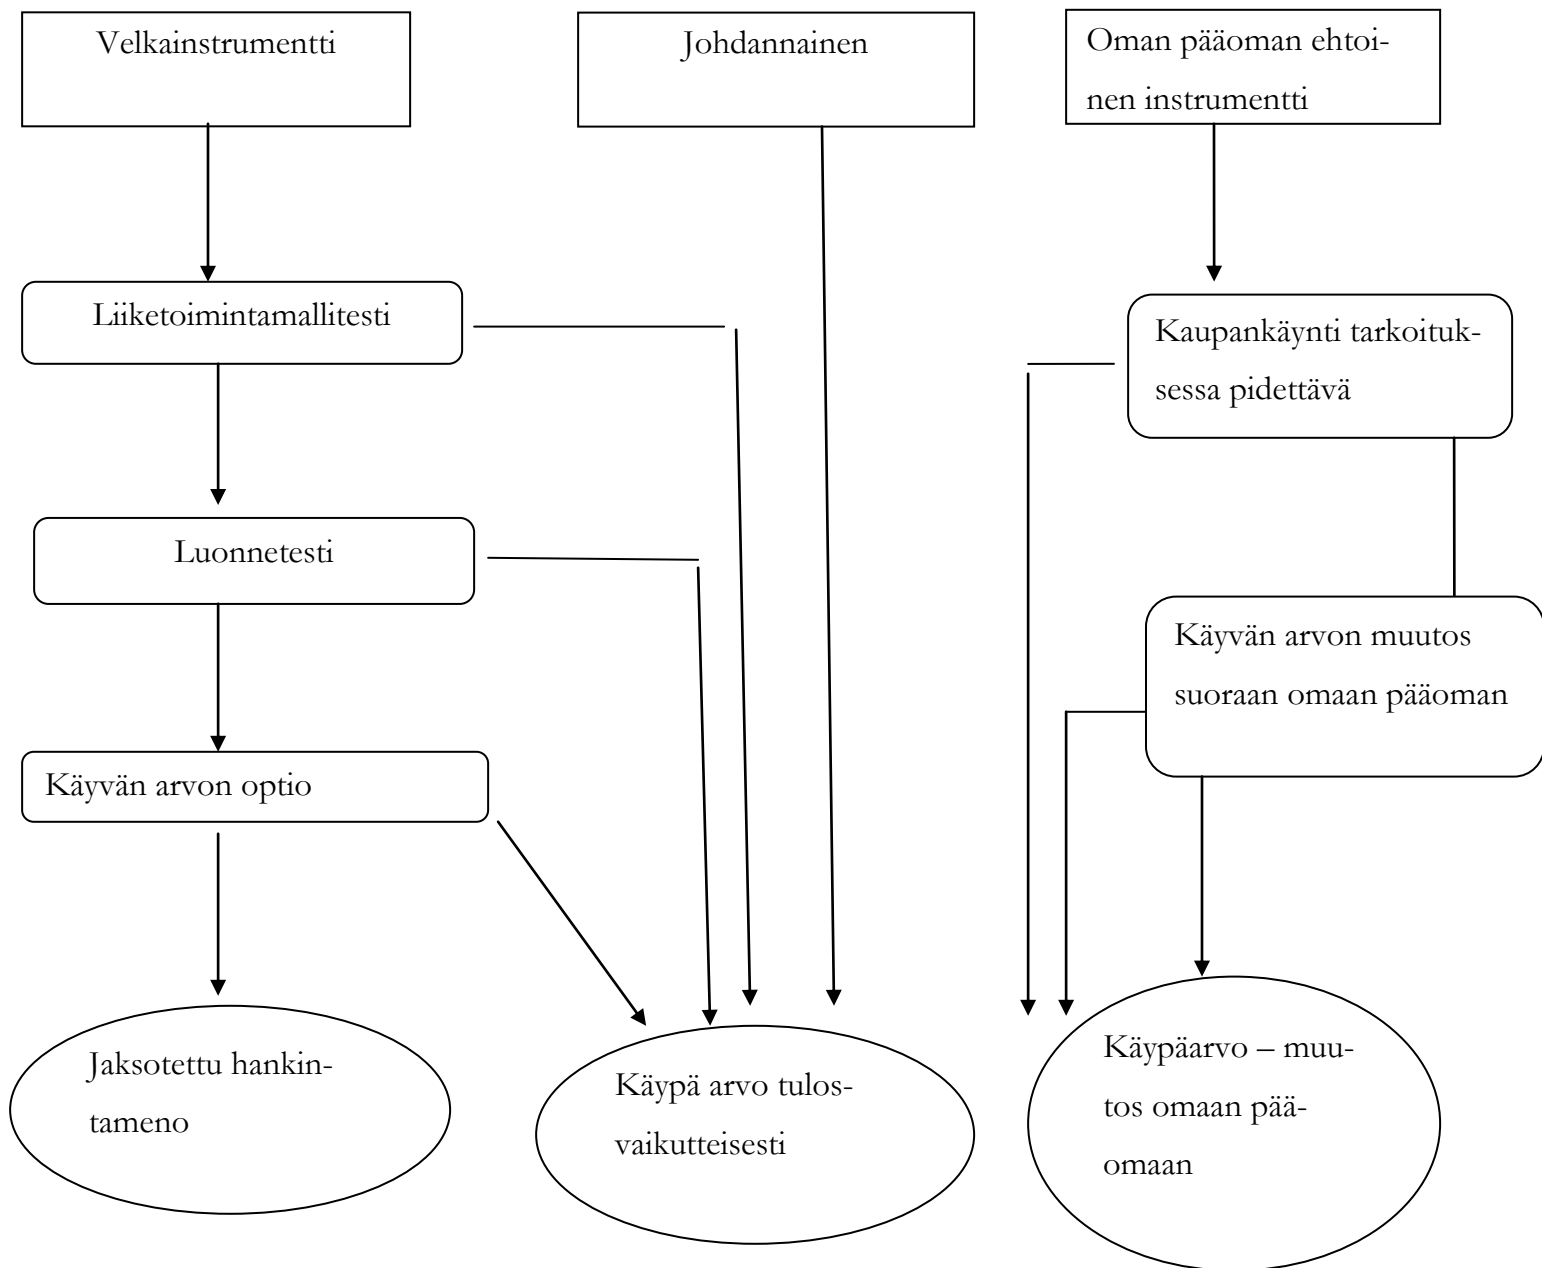 Velkainstrumentti
Johdannainen
Oman pääoman ehtoi-
nen instrumentti
Liiketoimintamallitesti
Kaupankäynti tarkoituk-
sessa pidettävä
Luonnetesti
Käyvän arvon muutos
suoraan omaan pääoman
Käyvän arvon optio
Jaksotettu hankin-
tameno
Käypä arvo tulos-
vaikutteisesti
Käypäarvo – muu-
tos omaan pää-
omaan